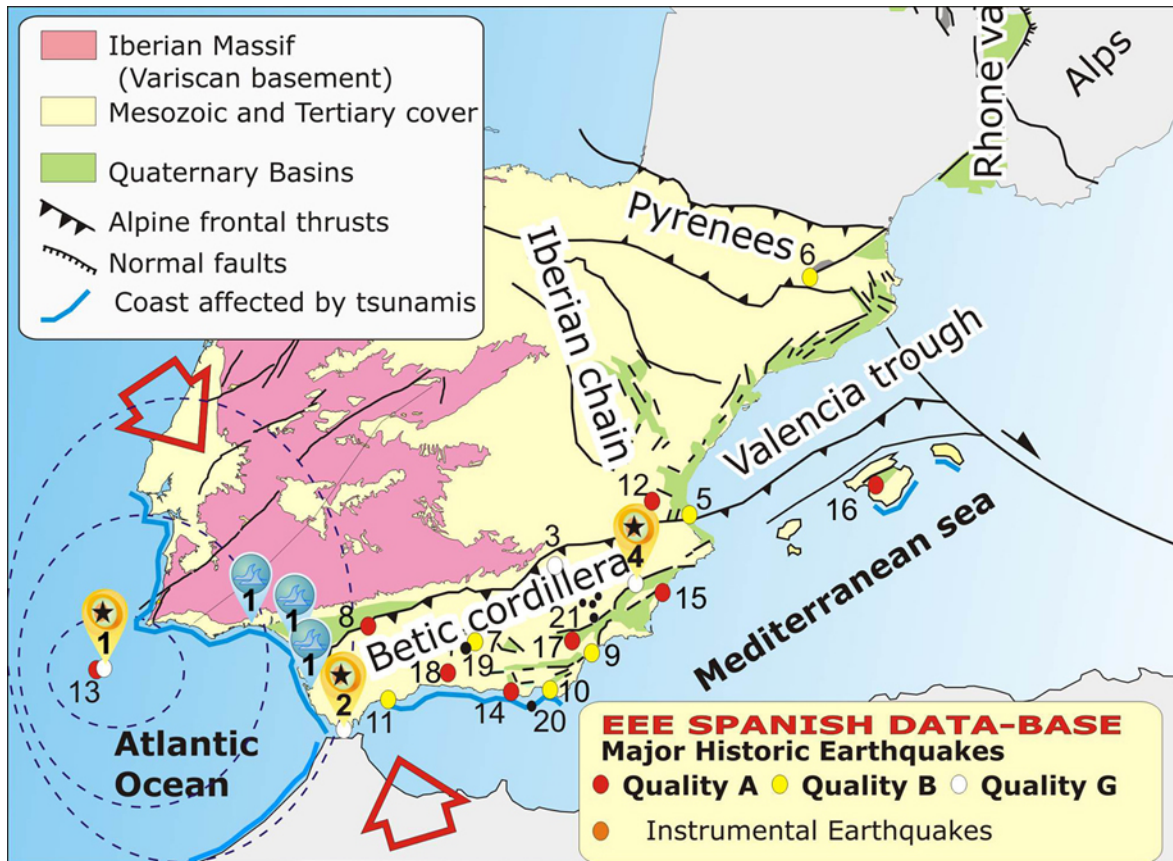 Iberian Massif
(Variscan basement)
Mesozoic and Tertiary cover
Quaternary Basins
Alpine frontal thrusts
Normal faults
Coast affected by tsunamis
Rhone va
Alps
Pyrenees
6
Iberian chain
Valencia trough
12
5
16
3
4
Betic cordillera
15
21
1
1
1
8
7
17
9
1
13
18
19
2
11
14
10
20
Mediterranean sea
Atlantic
Ocean
EEE SPANISH DATA-BASE
Major Historic Earthquakes
Quality A Quality B Quality G
Instrumental Earthquakes